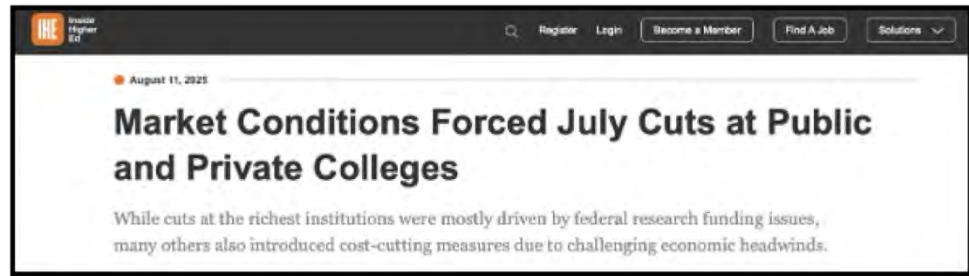 IHE
Inside
Higher
Ed
Register Login Become a Member Find A Job Solutions
August 11, 2025
Market Conditions Forced July Cuts at Public
and Private Colleges
While cuts at the richest institutions were mostly driven by federal research funding issues,
many others also introduced cost-cutting measures due to challenging economic headwinds.